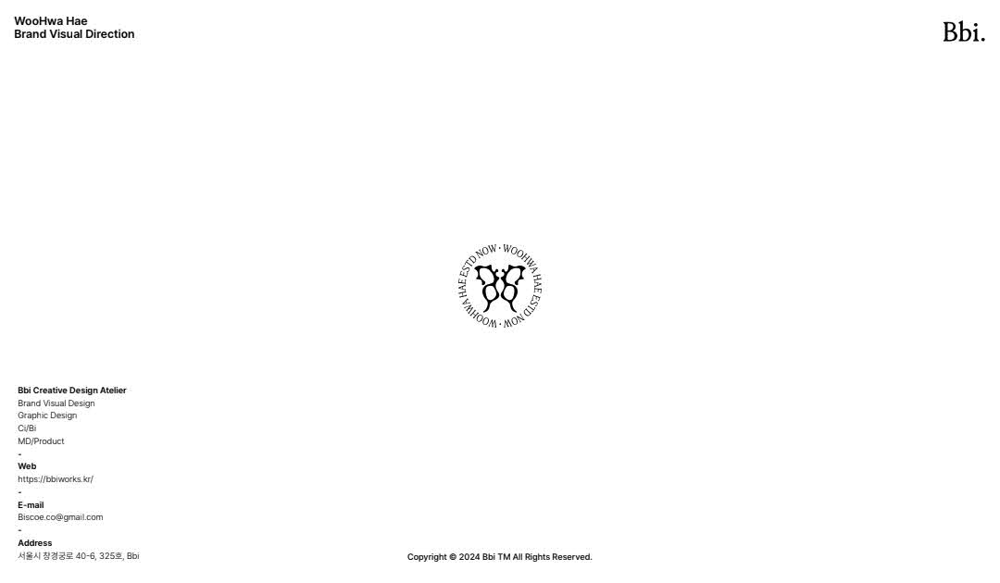 WooHwa Hae
Brand Visual Direction
Bbi.
WOOHWA HAE ESTD NOW · WOOHWA HAE ESTD NOW ·
Bbi Creative Design Atelier
Brand Visual Design
Graphic Design
Ci/Bi
MD/Product
-
Web
https://bbiworks.kr/
-
E-mail
Biscoe.co@gmail.com
-
Address
서울시 창경궁로 40-6, 325호, Bbi
Copyright © 2024 Bbi TM All Rights Reserved.